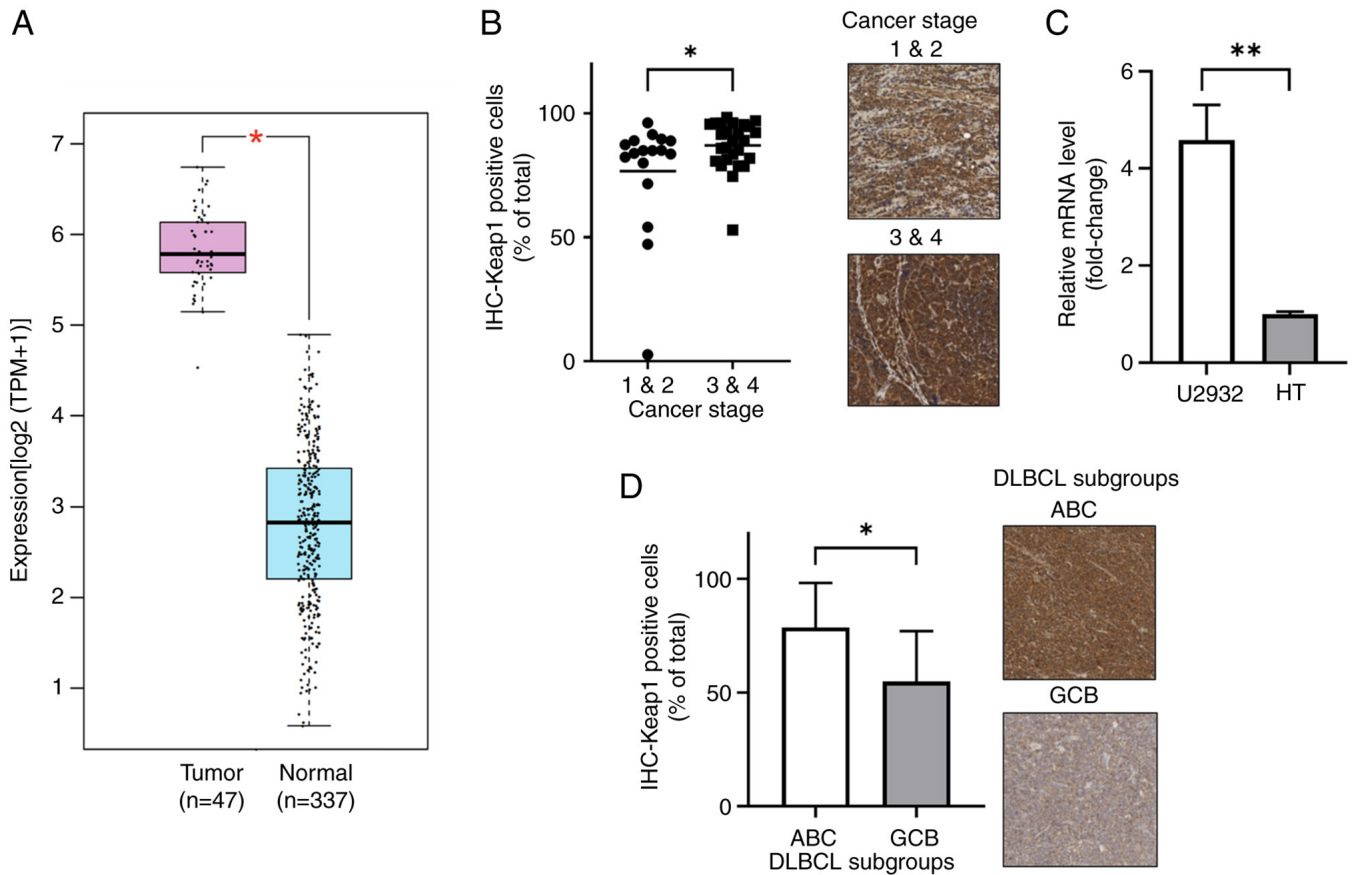 A
Expression[log2 (TPM+1)]
7
6
5
4
3
2
1
*
Tumor
(n=47)
Normal
(n=337)
B
IHC-Keap1 positive cells
(% of total)
100
50
0
*
1 & 2
3 & 4
Cancer stage
Cancer stage
1 & 2
3 & 4
C
Relative mRNA level
(fold-change)
6
4
2
0
**
U2932
HT
D
IHC-Keap1 positive cells
(% of total)
100
50
0
*
ABC
GCB
DLBCL subgroups
DLBCL subgroups
ABC
GCB